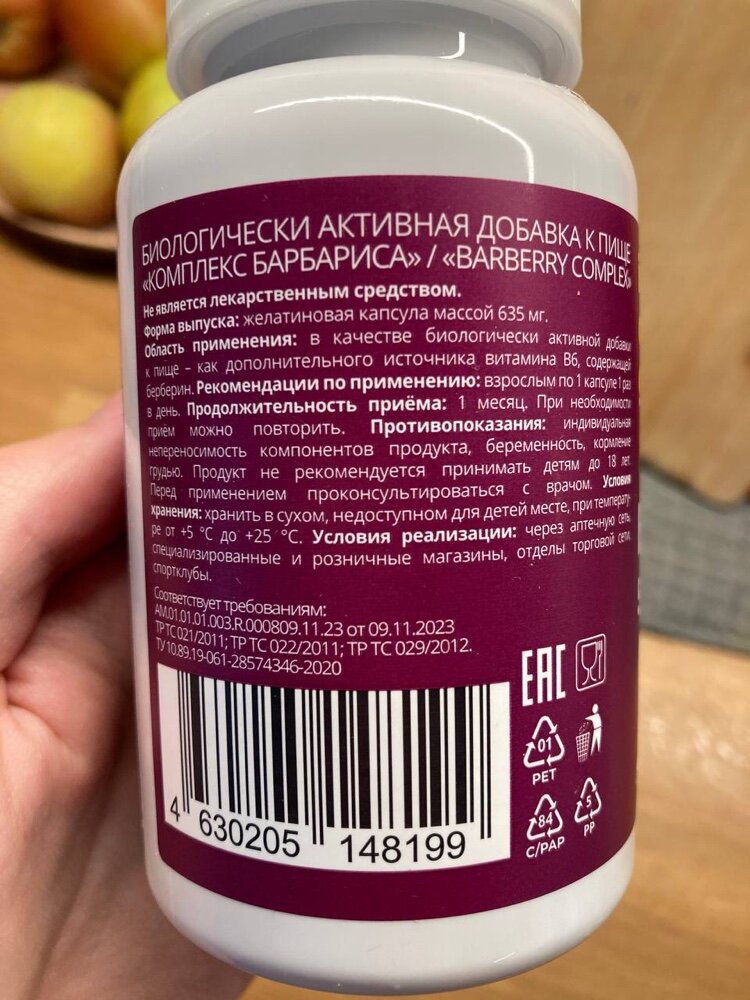 БИОЛОГИЧЕСКИ АКТИВНАЯ ДОБАВКА К ПИЩЕ
«КОМПЛЕКС БАРБАРИСА» / «BARBERRY COMPLEX»
Не является лекарственным средством.
Форма выпуска: желатиновая капсула массой 635 мг.
Область применения: в качестве биологически активной добавки
к пище – как дополнительного источника витамина В6, содержащей
берберин. Рекомендации по применению: взрослым по 1 капсуле 1 раз
в день. Продолжительность приёма: 1 месяц. При необходимости
приём можно повторить. Противопоказания: индивидуальная
непереносимость компонентов продукта, беременность, кормление
грудью. Продукт не рекомендуется принимать детям до 18 лет.
Перед применением проконсультироваться с врачом. Условия
хранения: хранить в сухом, недоступном для детей месте, при температу-
ре от +5 °С до +25 °С. Условия реализации: через аптечную сеть,
специализированные и розничные магазины, отделы торговой сети,
спортклубы.
Соответствует требованиям:
AM.01.01.01.003.R.000809.11.23 от 09.11.2023
ТР ТС 021/2011; ТР ТС 022/2011; ТР ТС 029/2012.
ТУ 10.89.19-061-28574346-2020
EAC
01
PET
84
C/PAP
5
PP
4 630205 148199